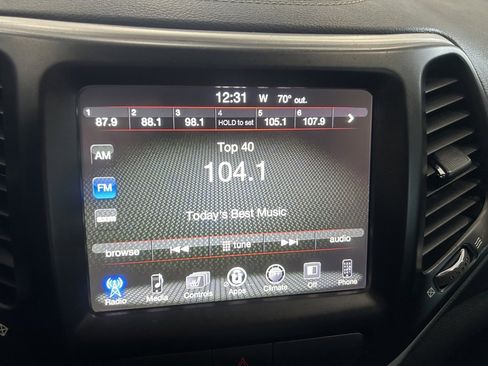 12:31 W 70° out.
1 2 3 4 5 6
87.9 88.1 98.1 HOLD to set 105.1 107.9
Top 40
AM
104.1
FM
Today's Best Music
browse tune audio
Radio Media Controls Apps Climate Off Phone